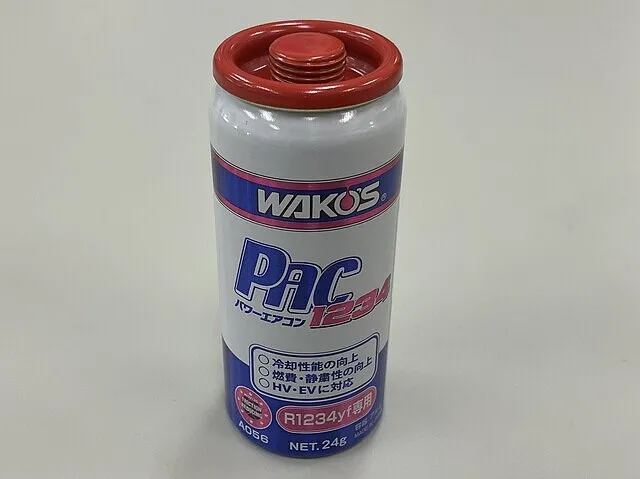 WAKO'S®
PAC
パワーエアコン 1234
○ 冷却性能の向上
○ 燃費・静粛性の向上
○ HV・EVに対応
R1234yf専用
A056
NET. 24g